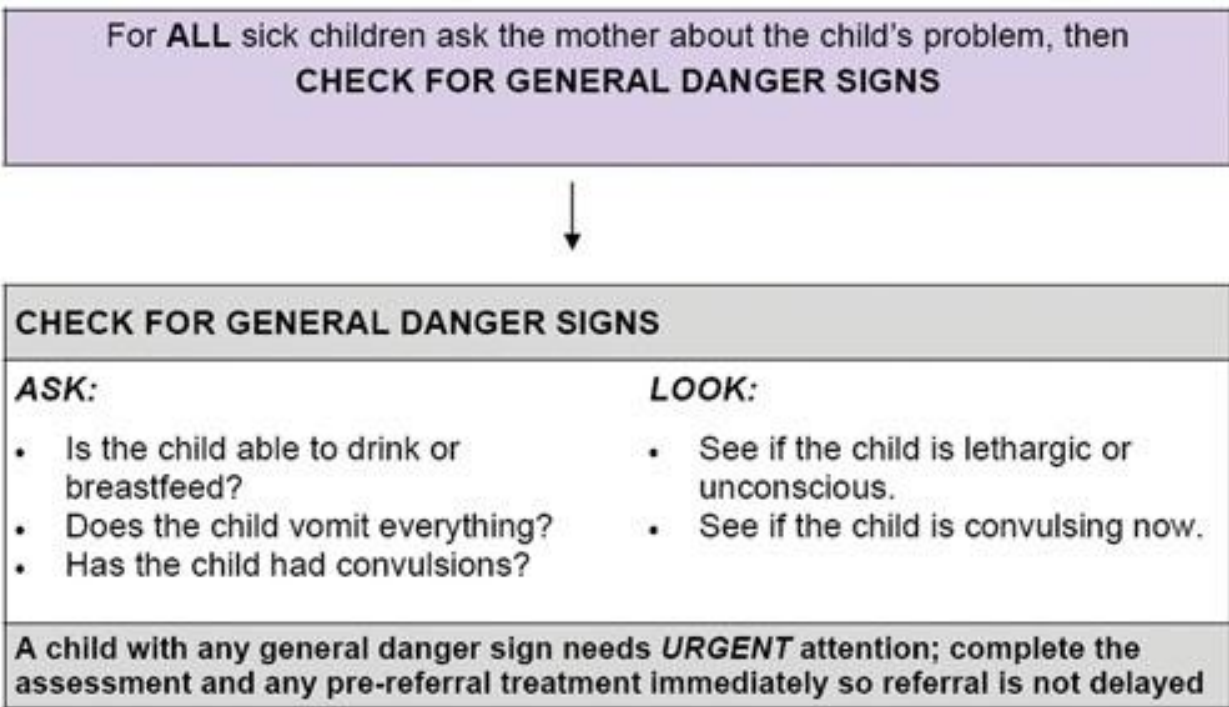 For ALL sick children ask the mother about the child's problem, then
CHECK FOR GENERAL DANGER SIGNS
CHECK FOR GENERAL DANGER SIGNS
ASK:
• Is the child able to drink or
breastfeed?
• Does the child vomit everything?
• Has the child had convulsions?
LOOK:
• See if the child is lethargic or
unconscious.
• See if the child is convulsing now.
A child with any general danger sign needs URGENT attention; complete the
assessment and any pre-referral treatment immediately so referral is not delayed